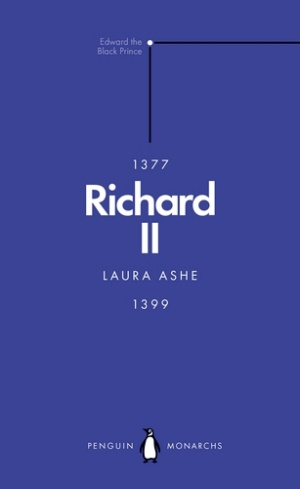 Edward the
Black Prince
1377
Richard
II
LAURA ASHE
1399
PENGUIN MONARCHS